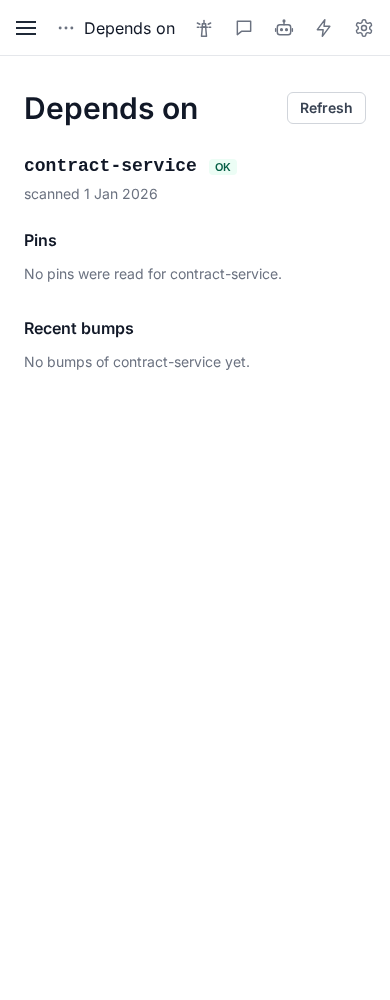 Depends on
Depends on
Refresh
contract-service OK
scanned 1 Jan 2026
Pins
No pins were read for contract-service.
Recent bumps
No bumps of contract-service yet.